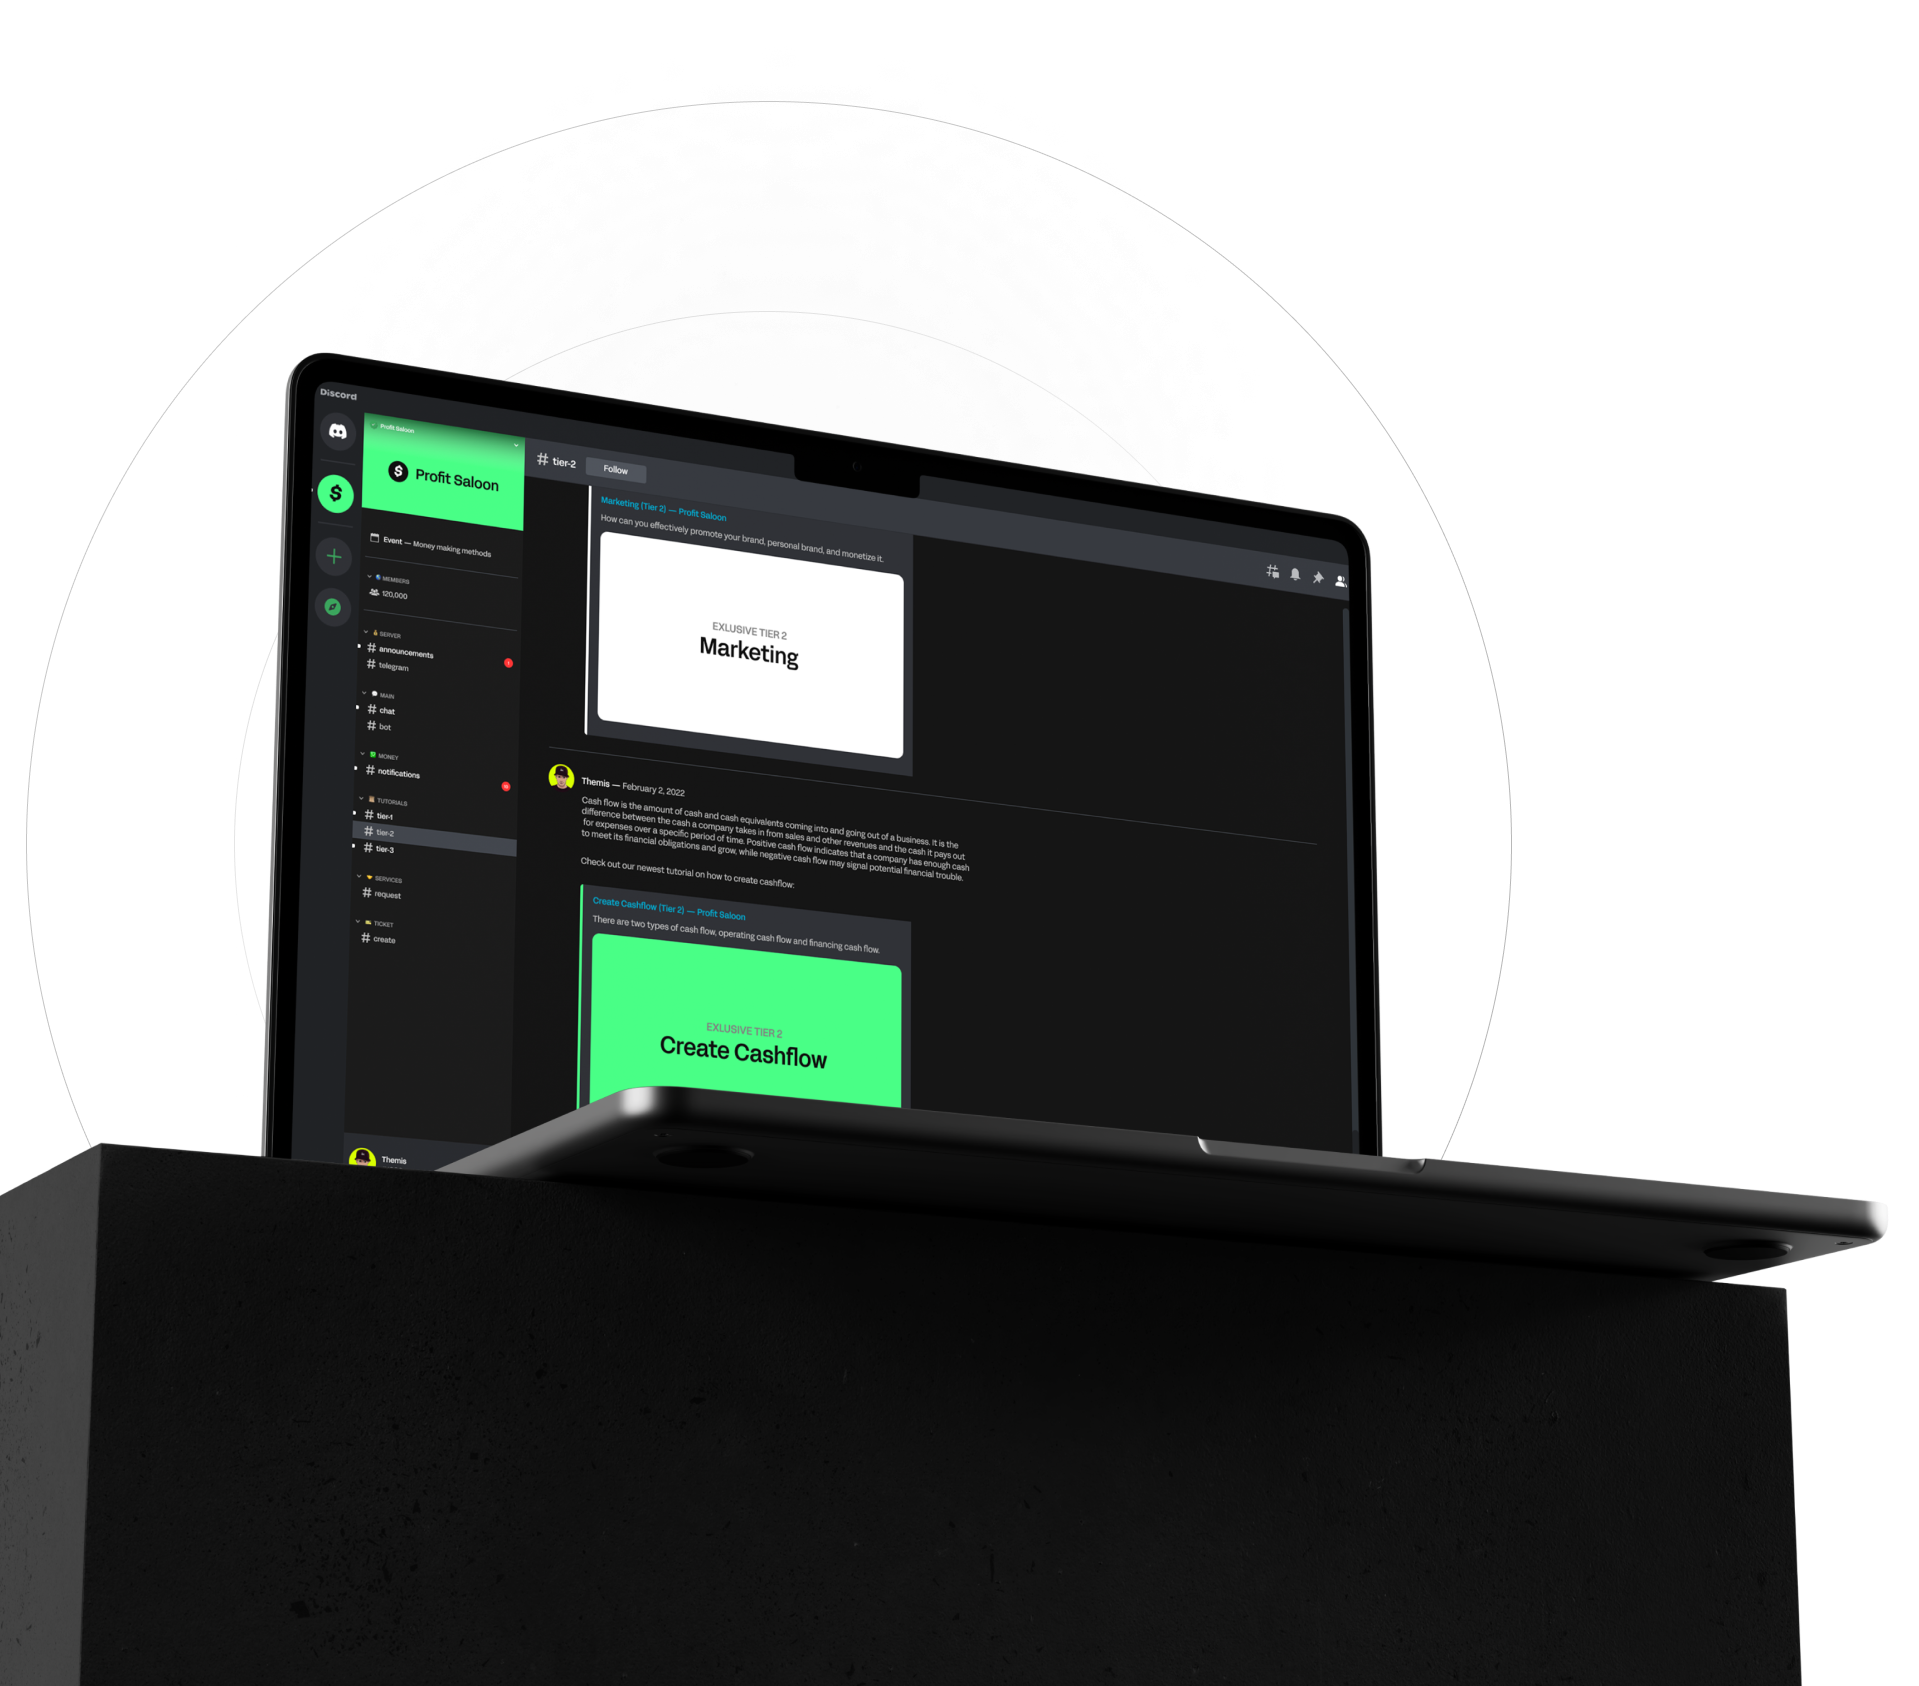 Discord
Profit Saloon
$ Profit Saloon
$
Event — Money making methods
MEMBERS
120,000
SERVER
# announcements
# telegram
MAIN
# chat
# bot
MONEY
# notifications
TUTORIALS
# tier-1
# tier-2
# tier-3
SERVICES
# request
TICKET
# create
Themis
# tier-2 Follow
Marketing (Tier 2) — Profit Saloon
How can you effectively promote your brand, personal brand, and monetize it.
EXLUSIVE TIER 2
Marketing
Themis — February 2, 2022
Cash flow is the amount of cash and cash equivalents coming into and going out of a business. It is the
difference between the cash a company takes in from sales and other revenues and the cash it pays out
for expenses over a specific period of time. Positive cash flow indicates that a company has enough cash
to meet its financial obligations and grow, while negative cash flow may signal potential financial trouble.
Check out our newest tutorial on how to create cashflow:
Create Cashflow (Tier 2) — Profit Saloon
There are two types of cash flow, operating cash flow and financing cash flow.
EXLUSIVE TIER 2
Create Cashflow